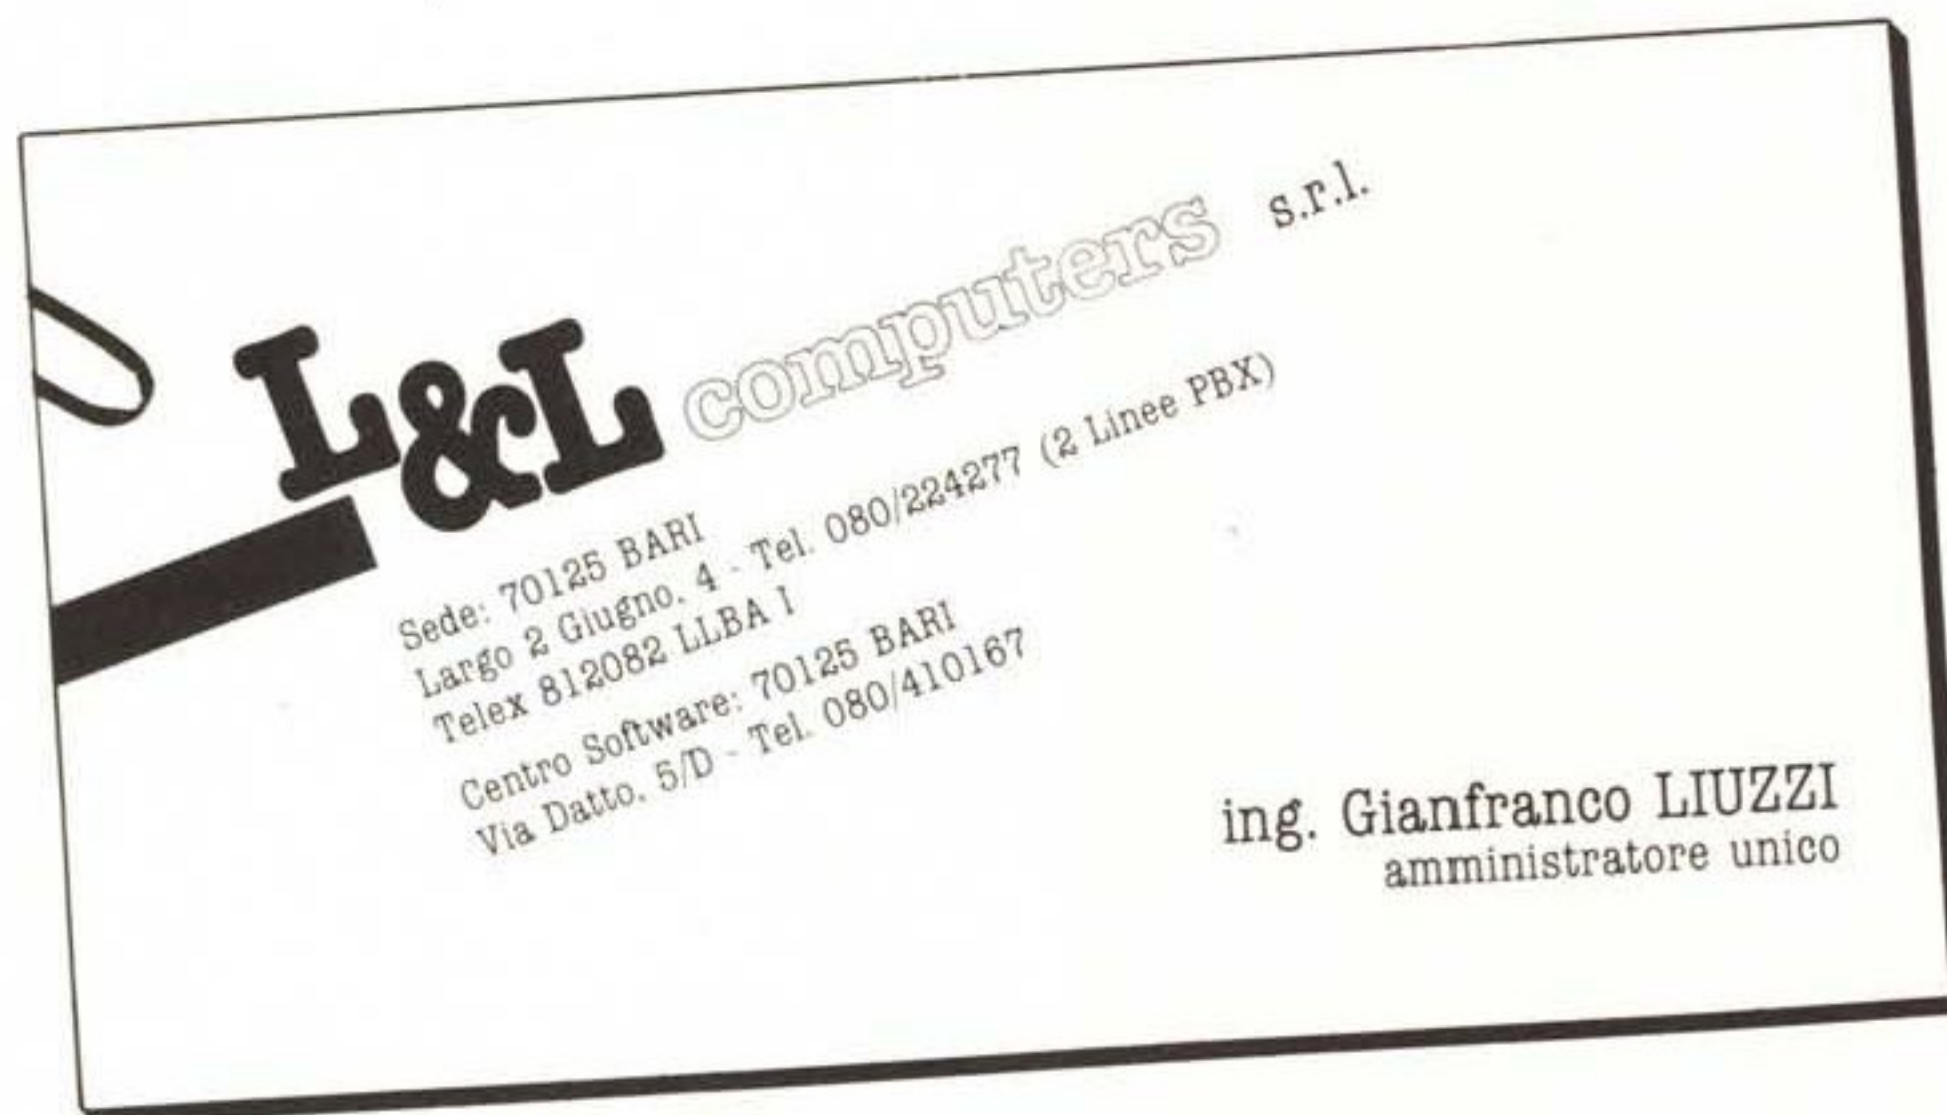 L&L computers s.r.l.
Sede: 70125 BARI
Largo 2 Giugno, 4 - Tel. 080/224277 (2 Linee PBX)
Telex 812082 LLBA I
Centro Software: 70125 BARI
Via Datto, 5/D - Tel. 080/410167
ing. Gianfranco LIUZZI
amministratore unico